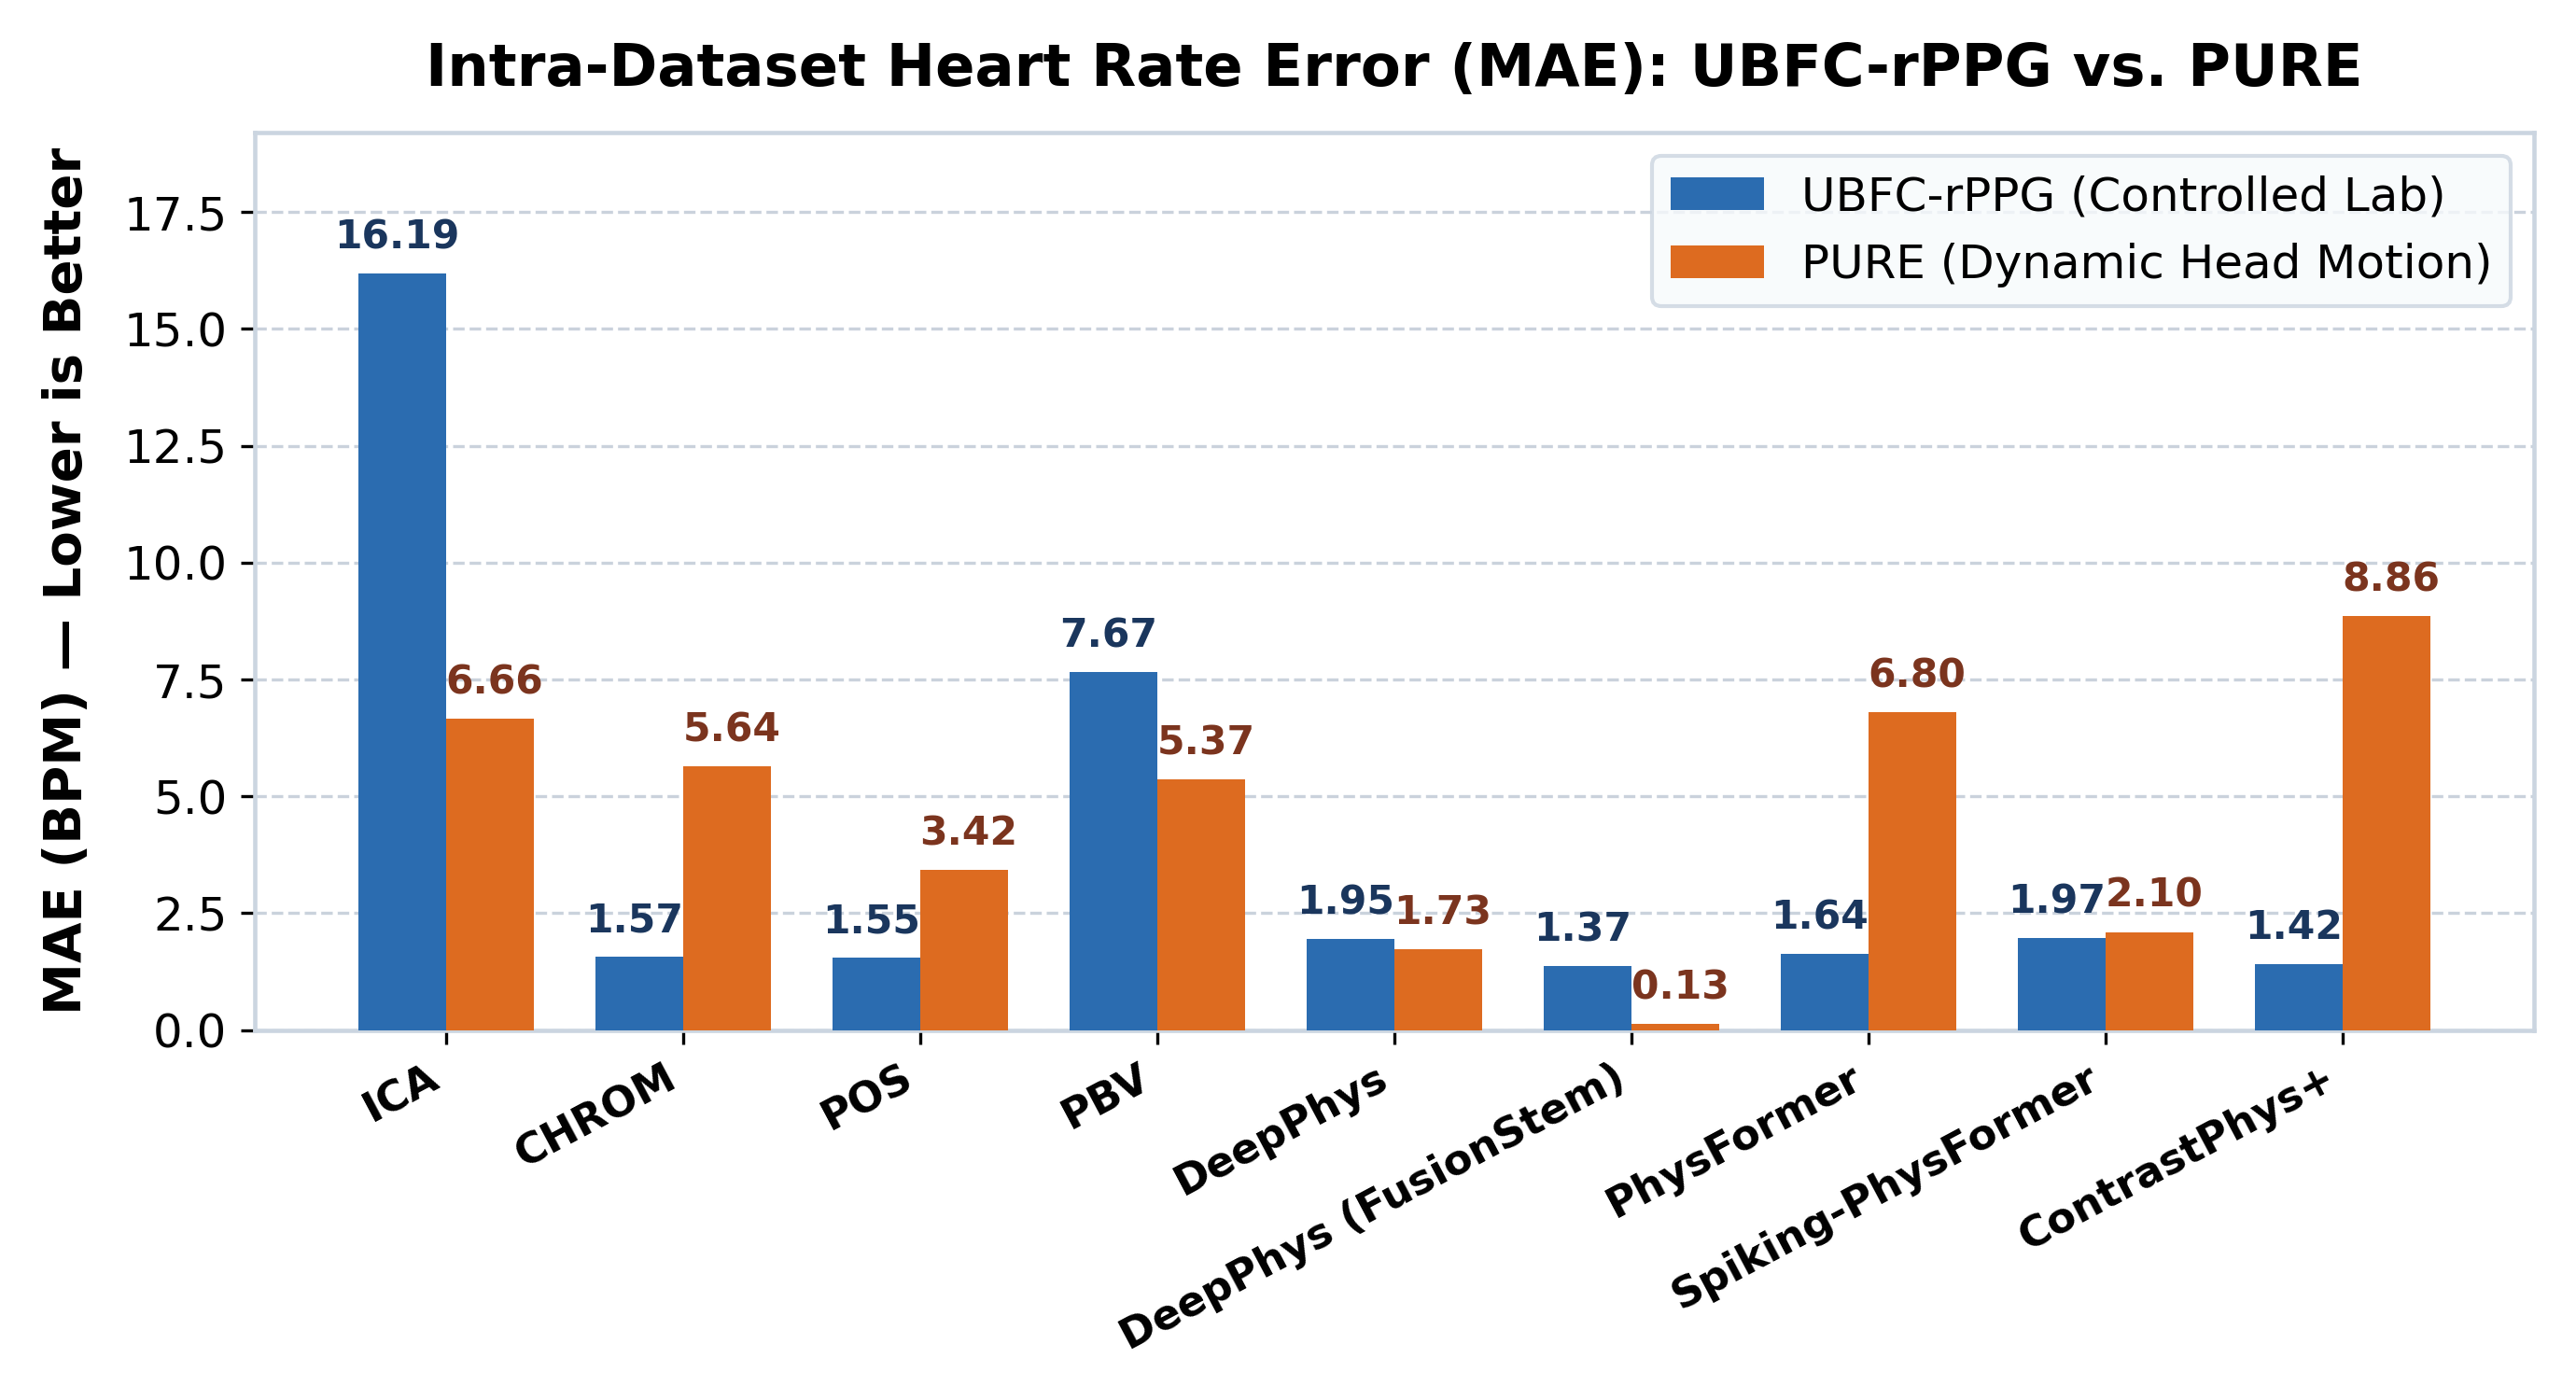 Intra-Dataset Heart Rate Error (MAE): UBFC-rPPG vs. PURE
MAE (BPM) — Lower is Better
UBFC-rPPG (Controlled Lab)
PURE (Dynamic Head Motion)
17.5
15.0
12.5
10.0
7.5
5.0
2.5
0.0
16.19
6.66
1.57
5.64
1.55
3.42
7.67
5.37
1.95
1.73
1.37
0.13
1.64
6.80
1.97
2.10
1.42
8.86
ICA
CHROM
POS
PBV
DeepPhys
DeepPhys (FusionStem)
PhysFormer
Spiking-PhysFormer
ContrastPhys+